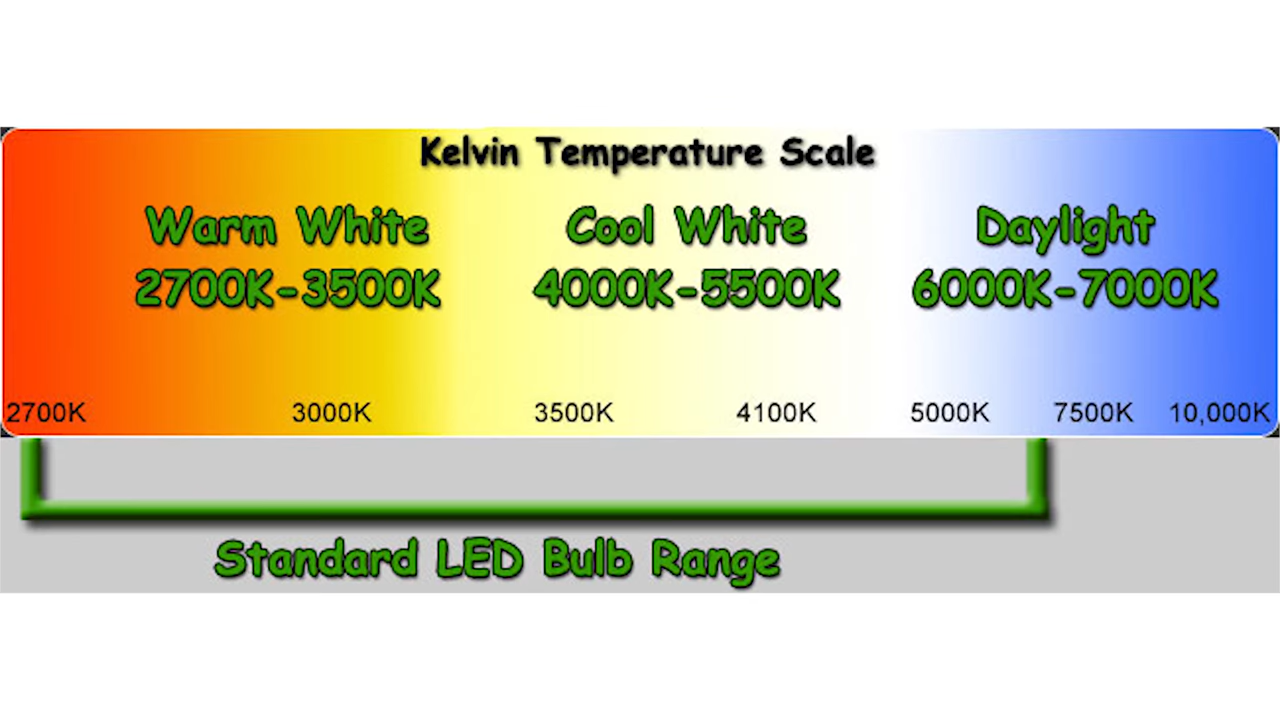 Kelvin Temperature Scale
Warm White
2700K-3500K
Cool White
4000K-5500K
Daylight
6000K-7000K
2700K 3000K 3500K 4100K 5000K 7500K 10,000K
Standard LED Bulb Range